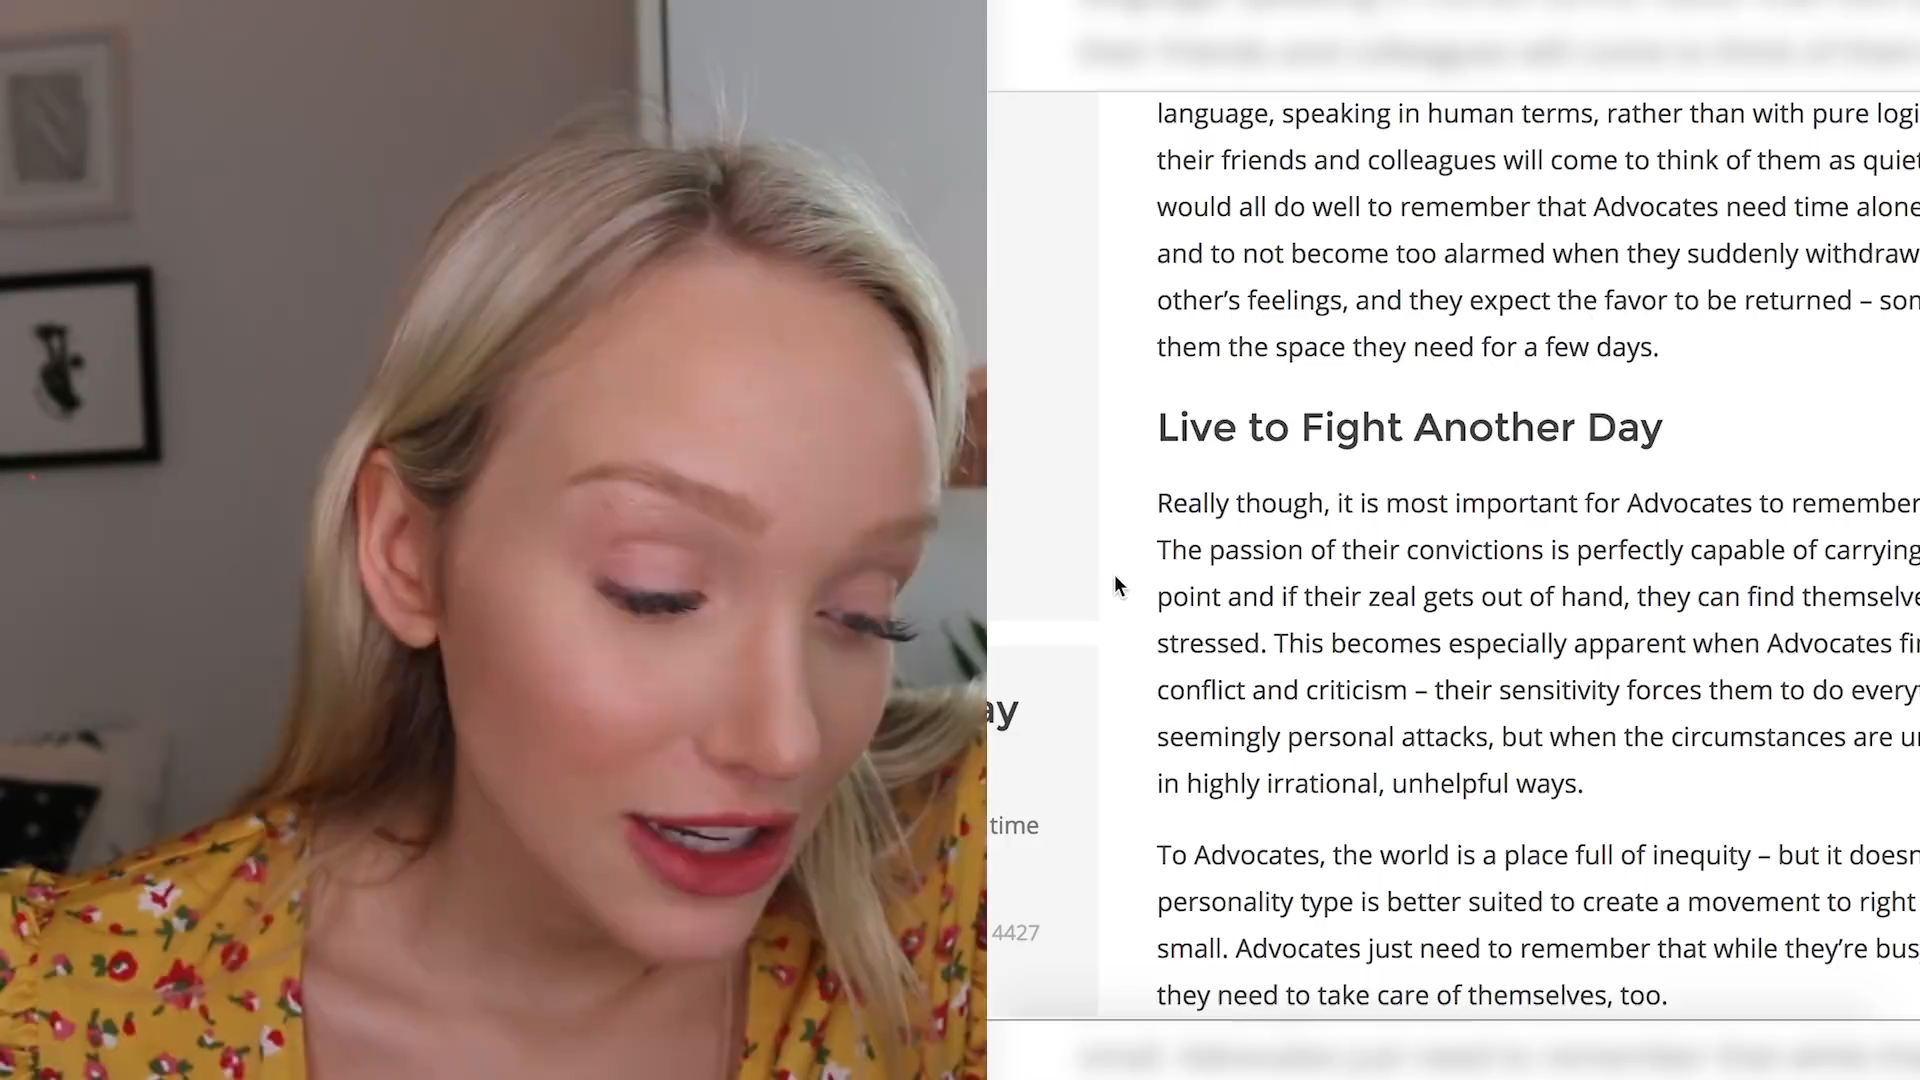 language, speaking in human terms, rather than with pure logi
their friends and colleagues will come to think of them as quiet
would all do well to remember that Advocates need time alone
and to not become too alarmed when they suddenly withdraw
other’s feelings, and they expect the favor to be returned – som
them the space they need for a few days.
Live to Fight Another Day
Really though, it is most important for Advocates to remember
The passion of their convictions is perfectly capable of carrying
point and if their zeal gets out of hand, they can find themselve
stressed. This becomes especially apparent when Advocates fin
conflict and criticism – their sensitivity forces them to do everyt
seemingly personal attacks, but when the circumstances are un
in highly irrational, unhelpful ways.
To Advocates, the world is a place full of inequity – but it doesn
personality type is better suited to create a movement to right
small. Advocates just need to remember that while they’re bus
they need to take care of themselves, too.
ay
time
4427